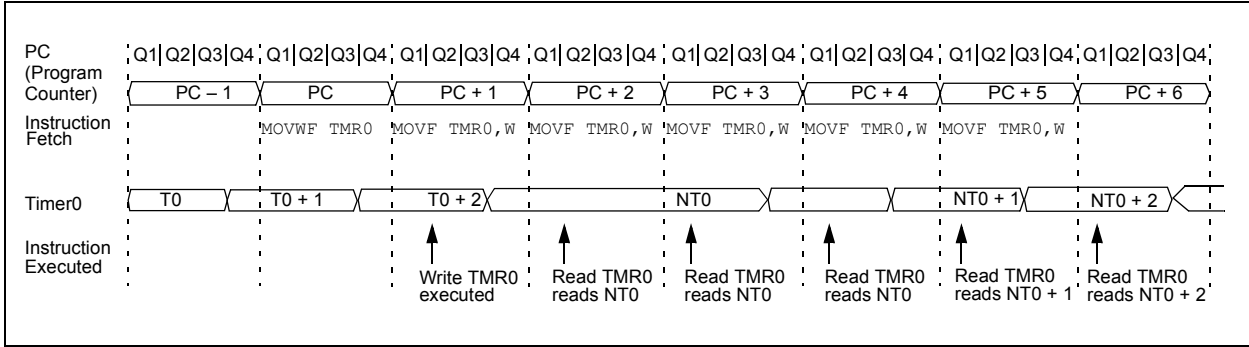 PC
(Program
Counter)
Q1 Q2 Q3 Q4 Q1 Q2 Q3 Q4 Q1 Q2 Q3 Q4 Q1 Q2 Q3 Q4 Q1 Q2 Q3 Q4 Q1 Q2 Q3 Q4 Q1 Q2 Q3 Q4 Q1 Q2 Q3 Q4
PC – 1 PC PC + 1 PC + 2 PC + 3 PC + 4 PC + 5 PC + 6
Instruction
Fetch
MOVWF TMR0 MOVF TMR0,W MOVF TMR0,W MOVF TMR0,W MOVF TMR0,W MOVF TMR0,W
Timer0
T0 T0 + 1 T0 + 2 NT0 NT0 + 1 NT0 + 2
Instruction
Executed
Write TMR0
executed
Read TMR0
reads NT0
Read TMR0
reads NT0
Read TMR0
reads NT0
Read TMR0
reads NT0 + 1
Read TMR0
reads NT0 + 2